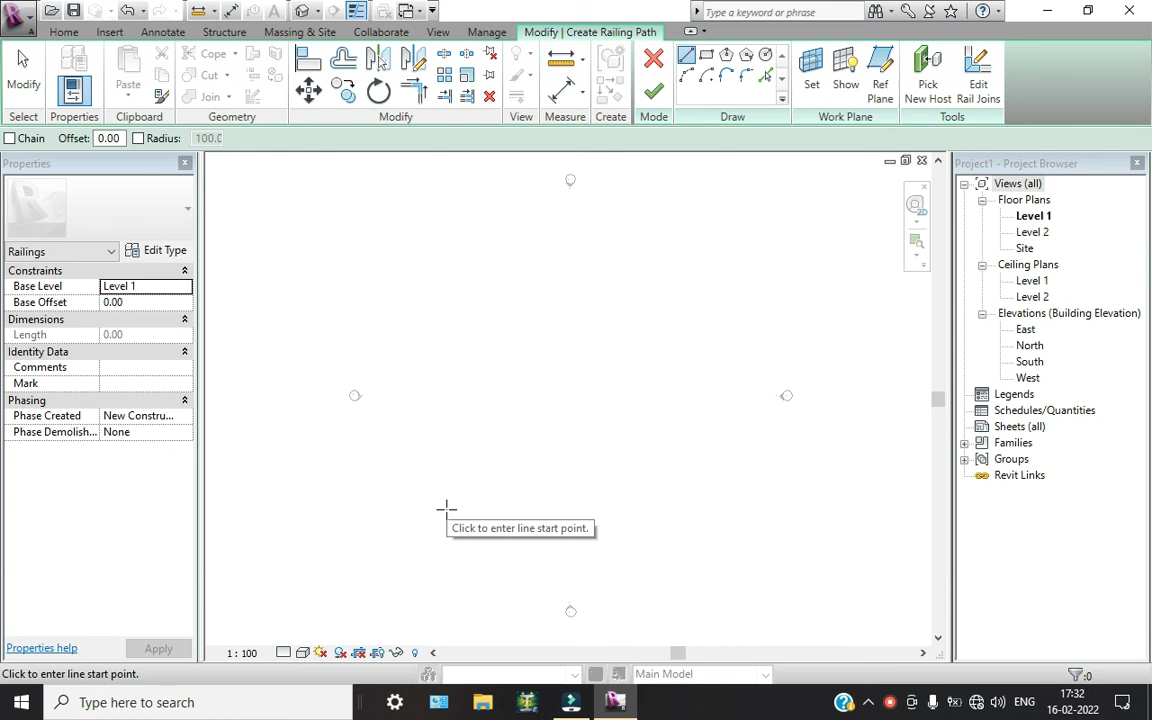 Type a keyword or phrase
Home Insert Annotate Structure Massing & Site Collaborate View Manage Modify | Create Railing Path
Modify
Paste
Cope
Cut
Join
Set Show Ref Plane
Pick New Host
Edit Rail Joins
Select Properties Clipboard Geometry Modify View Measure Create Mode Draw Work Plane Tools
Chain Offset: 0.00 Radius: 100.0
Properties
Railings Edit Type
Constraints
Base Level Level 1
Base Offset 0.00
Dimensions
Length 0.00
Identity Data
Comments
Mark
Phasing
Phase Created New Constru...
Phase Demolish... None
Properties help Apply
2D
Click to enter line start point.
Project1 - Project Browser
Views (all)
Floor Plans
Level 1
Level 2
Site
Ceiling Plans
Level 1
Level 2
Elevations (Building Elevation)
East
North
South
West
Legends
Schedules/Quantities
Sheets (all)
Families
Groups
Revit Links
1 : 100
Click to enter line start point. Main Model :0
Type here to search
ENG
17:32
16-02-2022